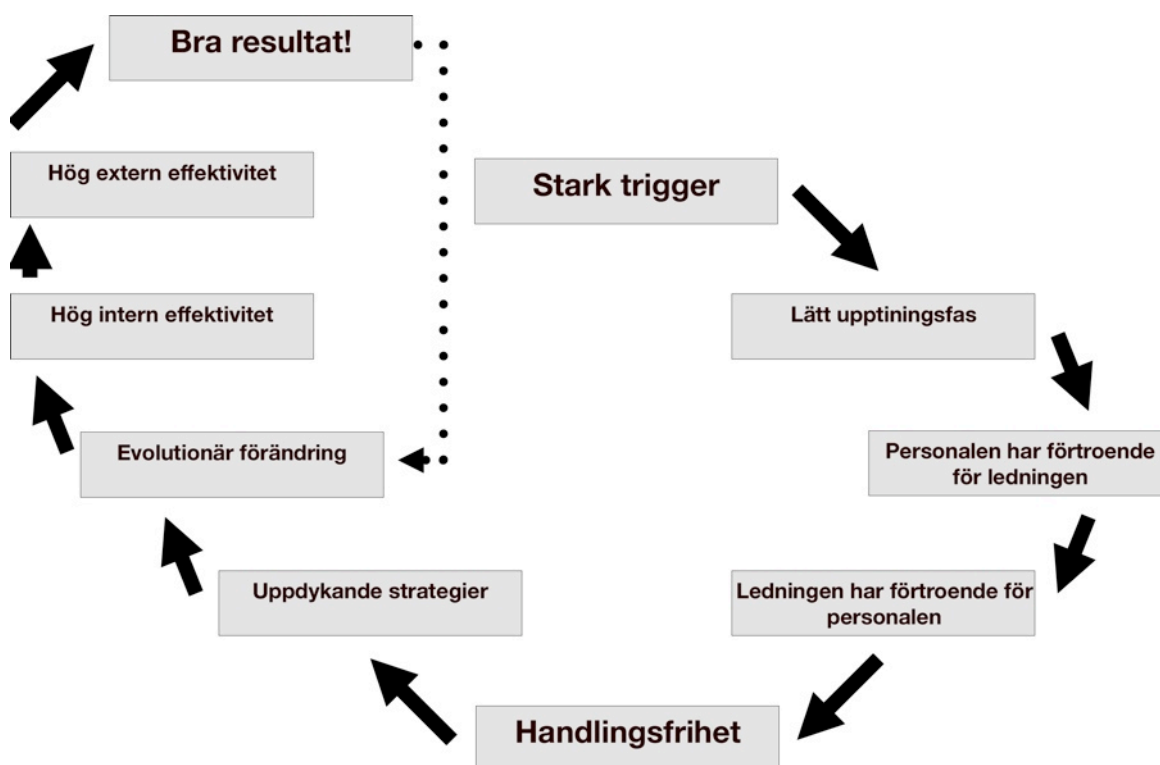 Bra resultat!
Hög extern effektivitet
Stark trigger
Hög intern effektivitet
Lätt upptiningsfas
Evolutionär förändring
Personalen har förtroende
för ledningen
Uppdykande strategier
Ledningen har förtroende för
personalen
Handlingsfrihet